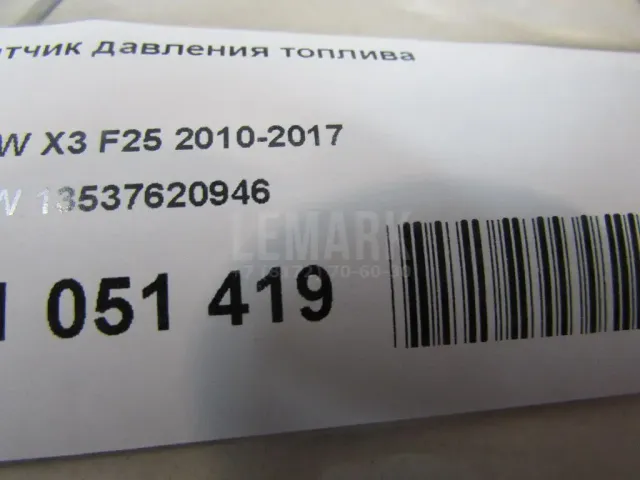 тчик давления топлива
W X3 F25 2010-2017
W 13537620946
LEMARK
051 419